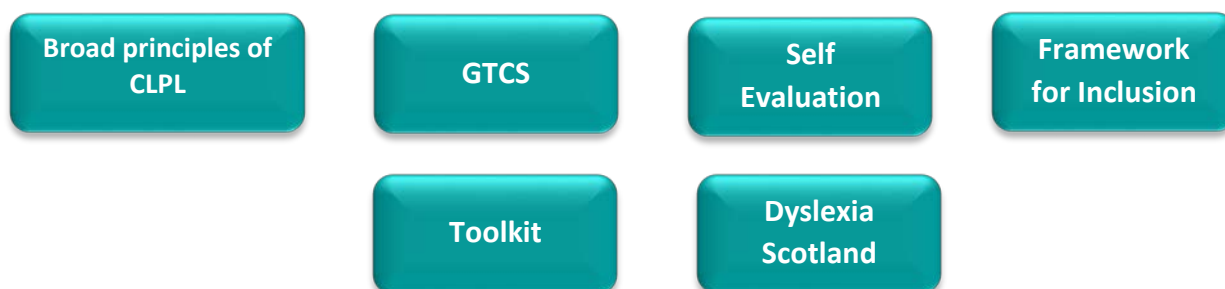 Broad principles of
CLPL
GTCS
Self
Evaluation
Framework
for Inclusion
Toolkit
Dyslexia
Scotland